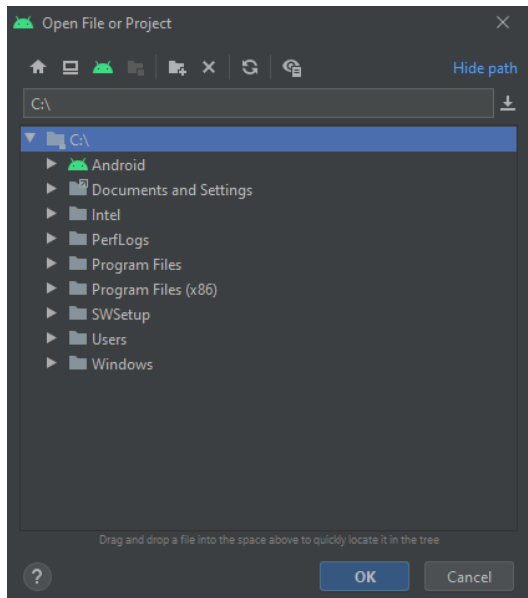 Open File or Project
Hide path
C:\
C:\
Android
Documents and Settings
Intel
PerfLogs
Program Files
Program Files (x86)
SWSetup
Users
Windows
Drag and drop a file into the space above to quickly locate it in the tree
?
OK
Cancel